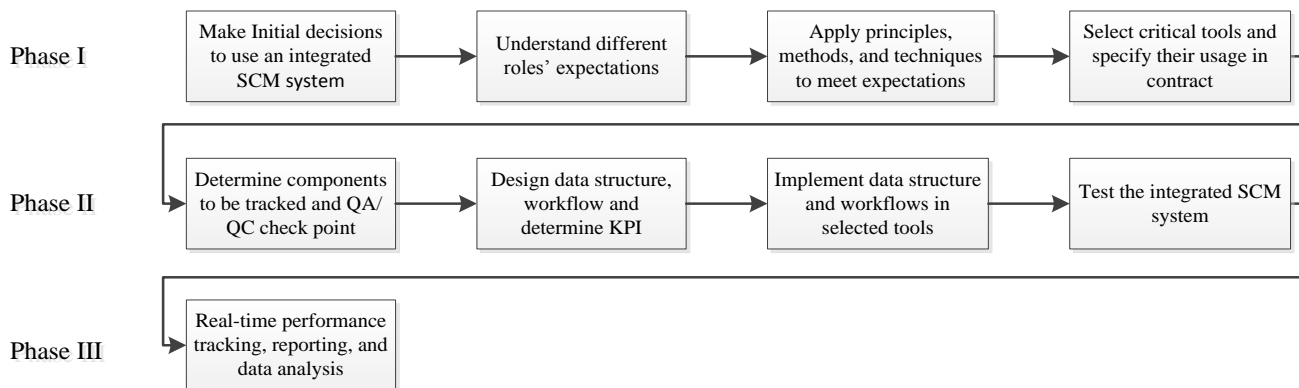 Phase I
Make Initial decisions
to use an integrated
SCM system
Understand different
roles’ expectations
Apply principles,
methods, and techniques
to meet expectations
Select critical tools and
specify their usage in
contract
Phase II
Determine components
to be tracked and QA/
QC check point
Design data structure,
workflow and
determine KPI
Implement data structure
and workflows in
selected tools
Test the integrated SCM
system
Phase III
Real-time performance
tracking, reporting, and
data analysis